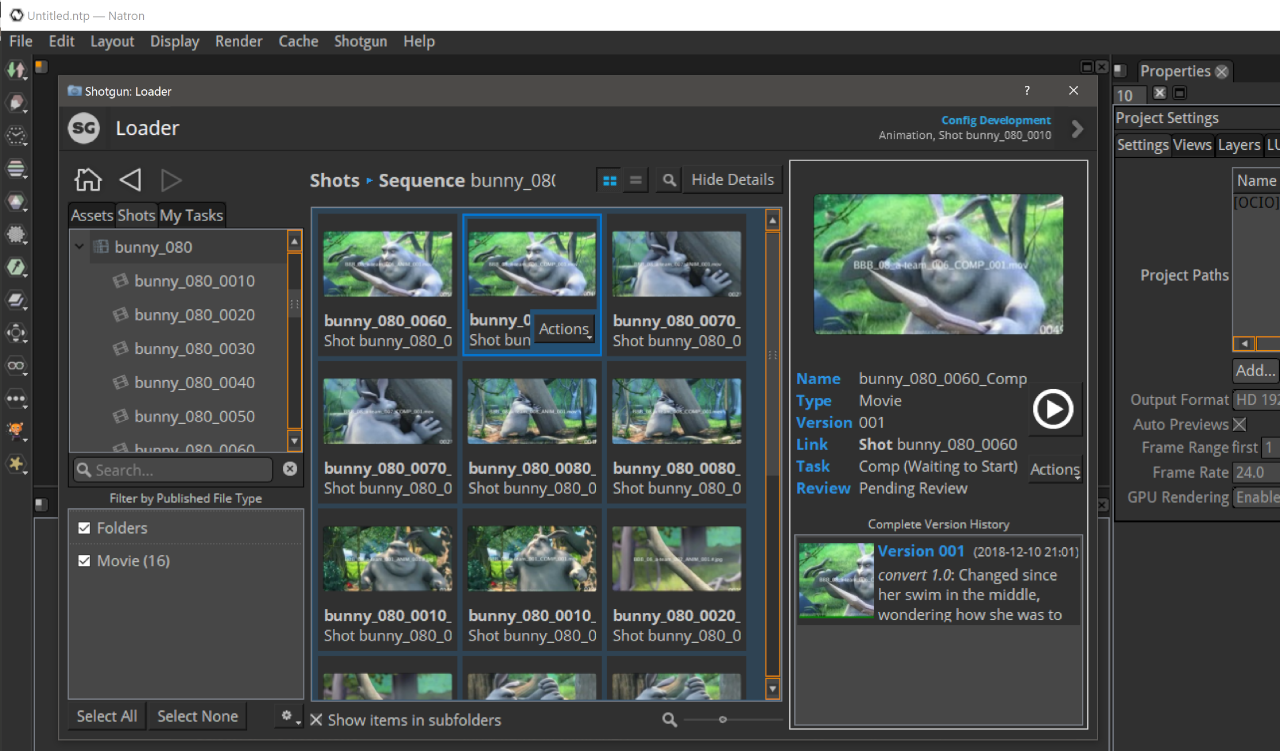 Untitled.ntp — Natron
File Edit Layout Display Render Cache Shotgun Help
Shotgun: Loader
?
SG Loader
Config Development
Animation, Shot bunny_080_0010
Shots ▸ Sequence bunny_08(
Hide Details
Assets Shots My Tasks
bunny_080
bunny_080_0010
bunny_080_0020
bunny_080_0030
bunny_080_0040
bunny_080_0050
bunny_080_0060
Search...
Filter by Published File Type
Folders
Movie (16)
Select All Select None
bunny_080_0060_
Shot bunny_080_0
bunny_0
Shot bun
Actions
bunny_080_0070_
Shot bunny_080_0
bunny_080_0070_
Shot bunny_080_0
bunny_080_0080_
Shot bunny_080_0
bunny_080_0080_
Shot bunny_080_0
bunny_080_0010_
Shot bunny_080_0
bunny_080_0010_
Shot bunny_080_0
bunny_080_0020_
Shot bunny_080_0
Show items in subfolders
BBB_08_a-team_006_COMP_001.mov
004
Name bunny_080_0060_Comp
Type Movie
Version 001
Link Shot bunny_080_0060
Task Comp (Waiting to Start)
Review Pending Review
Actions
Complete Version History
Version 001 (2018-12-10 21:01)
convert 1.0: Changed since
her swim in the middle,
wondering how she was to
Properties
10
Project Settings
Settings Views Layers LU
Name
[OCIO]
Project Paths
Add...
Output Format HD 192
Auto Previews
Frame Range first 1
Frame Rate 24.0
GPU Rendering Enable